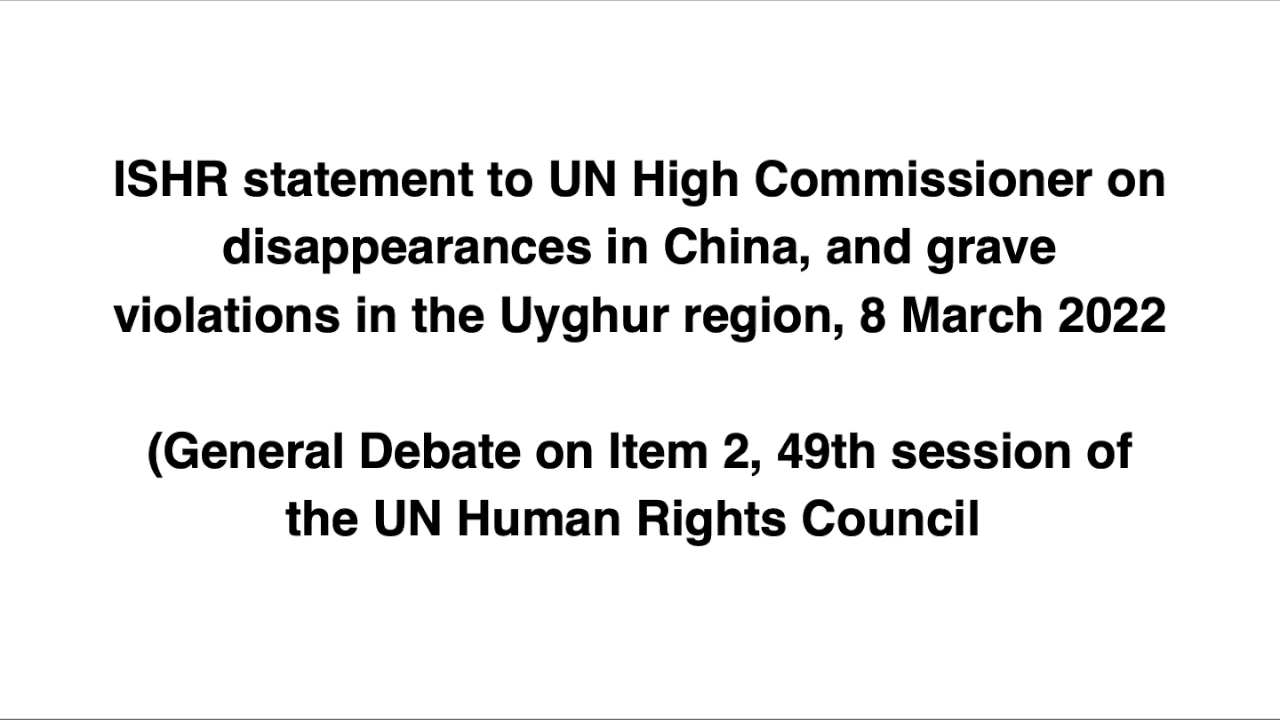 ISHR statement to UN High Commissioner on
disappearances in China, and grave
violations in the Uyghur region, 8 March 2022
(General Debate on Item 2, 49th session of
the UN Human Rights Council